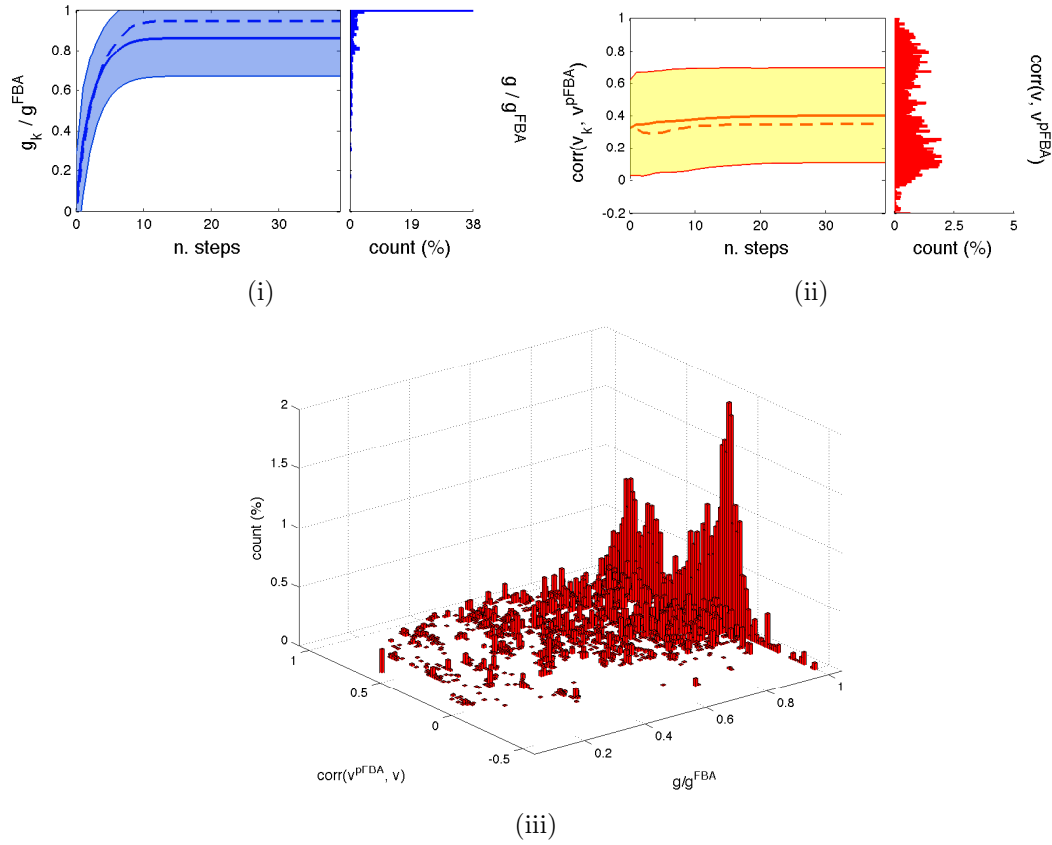 1
0.8
0.6
0.4
0.2
0
g_k / g^FBA
0 10 20 30
n. steps
0 19 38
count (%)
g / g^FBA
(i)
1
0.8
0.6
0.4
0.2
0
-0.2
corr(v_k, v^pFBA)
0 10 20 30
n. steps
0 2.5 5
count (%)
corr(v, v^pFBA)
(ii)
2
1.5
1
0.5
0
count (%)
1
0.5
0
-0.5
corr(v^pFBA, v)
0.2
0.4
0.6
0.8
1
g/g^FBA
(iii)